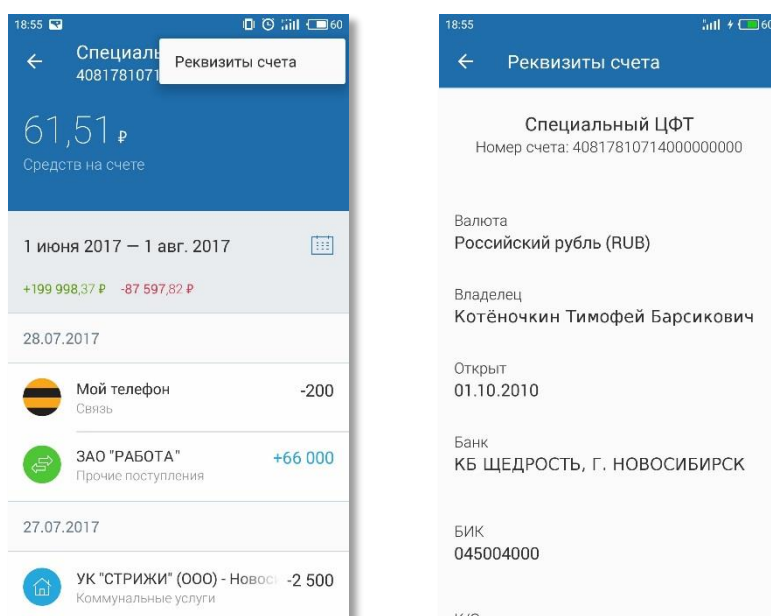 18:55
60
Специаль
Реквизиты счета
4081781071
61,51 ₽
Средств на счете
1 июня 2017 — 1 авг. 2017
+199 998,37 ₽ -87 597,82 ₽
28.07.2017
Мой телефон -200
Связь
ЗАО "РАБОТА" +66 000
Прочие поступления
27.07.2017
УК "СТРИЖИ" (ООО) - Новос -2 500
Коммунальные услуги
18:55
60
Реквизиты счета
Специальный ЦФТ
Номер счета: 40817810714000000000
Валюта
Российский рубль (RUB)
Владелец
Котёночкин Тимофей Барсикович
Открыт
01.10.2010
Банк
КБ ЩЕДРОСТЬ, Г. НОВОСИБИРСК
БИК
045004000